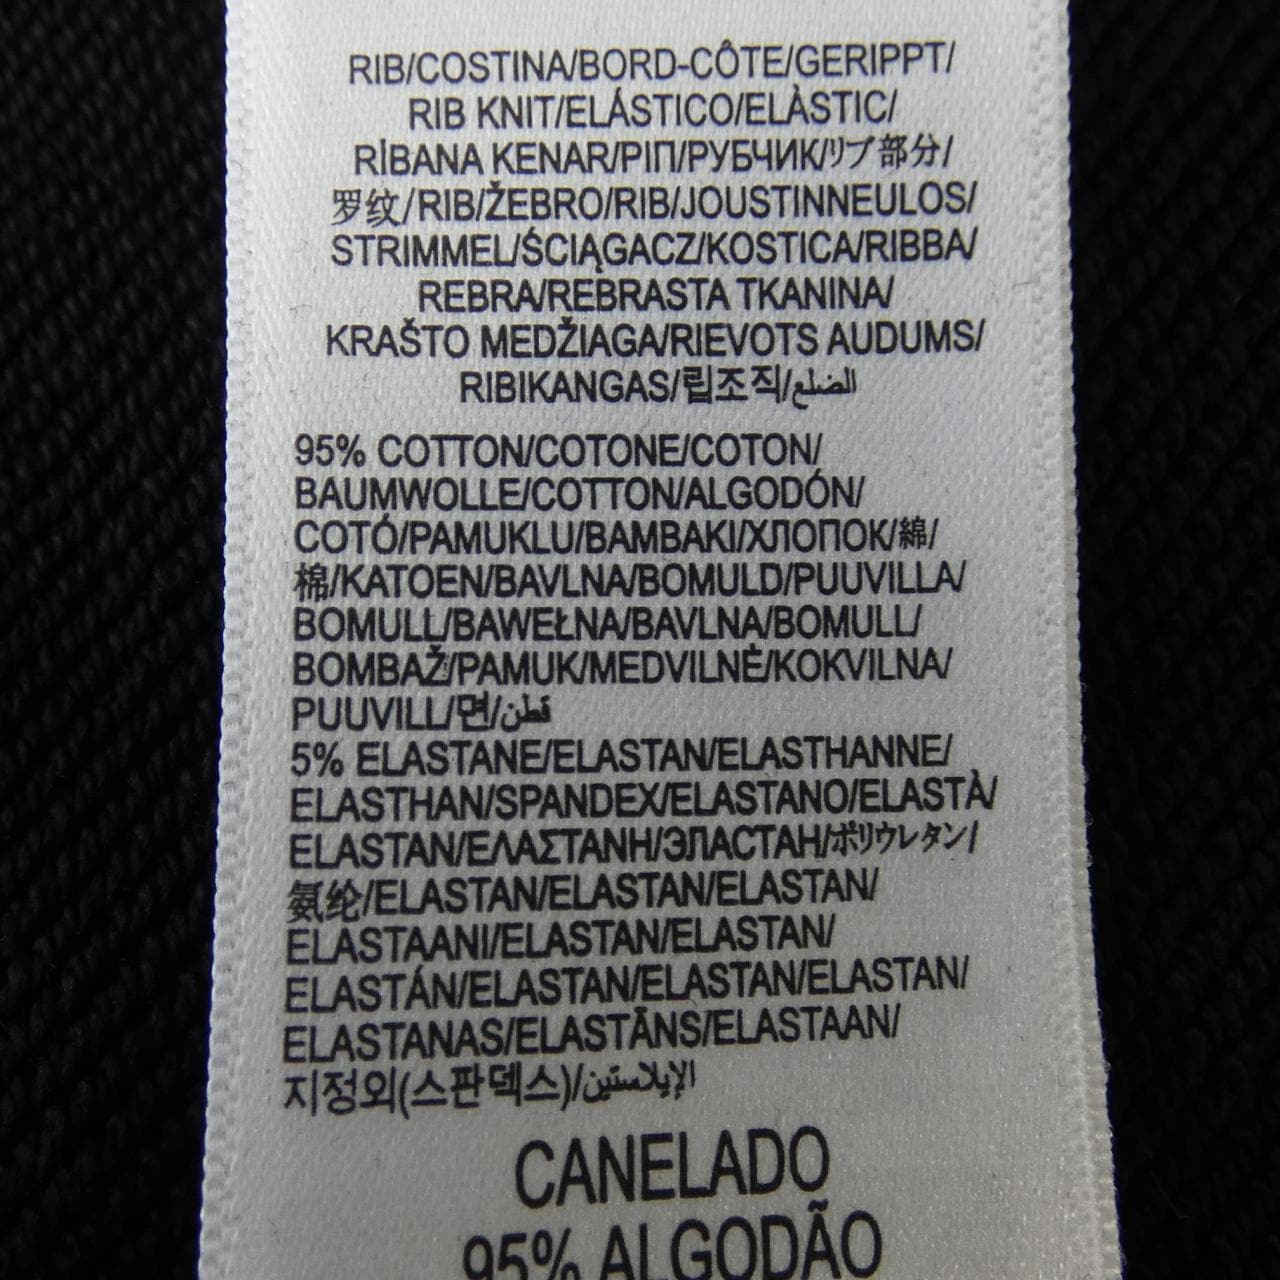 RIB/COSTINA/BORD-CÔTE/GERIPPT/
RIB KNIT/ELÁSTICO/ELÀSTIC/
RİBANA KENAR/ΡΙΠ/РУБЧИК/リブ部分/
罗纹/RIB/ŽEBRO/RIB/JOUSTINNEULOS/
STRIMMEL/ŚCIĄGACZ/KOSTICA/RIBBA/
REBRA/REBRASTA TKANINA/
KRAŠTO MEDŽIAGA/RIEVOTS AUDUMS/
RIBIKANGAS/립조직/الضلع
95% COTTON/COTONE/COTON/
BAUMWOLLE/COTTON/ALGODÓN/
COTÓ/PAMUKLU/ΒΑΜΒΑΚΙ/ХЛОПОК/綿/
棉/KATOEN/BAVLNA/BOMULD/PUUVILLA/
BOMULL/BAWEŁNA/BAVLNA/BOMULL/
BOMBAŽ/PAMUK/MEDVILNĖ/KOKVILNA/
PUUVILL/면/قطن
5% ELASTANE/ELASTAN/ELASTHANNE/
ELASTHAN/SPANDEX/ELASTANO/ELASTÀ/
ELASTAN/ΕΛΑΣΤΑΝΗ/ЭЛАСТАН/ポリウレタン/
氨纶/ELASTAN/ELASTAN/ELASTAN/
ELASTAANI/ELASTAN/ELASTAN/
ELASTÁN/ELASTAN/ELASTAN/ELASTAN/
ELASTANAS/ELASTĀNS/ELASTAAN/
지정외(스판덱스)/الإيلاستين
CANELADO
95% ALGODÃO